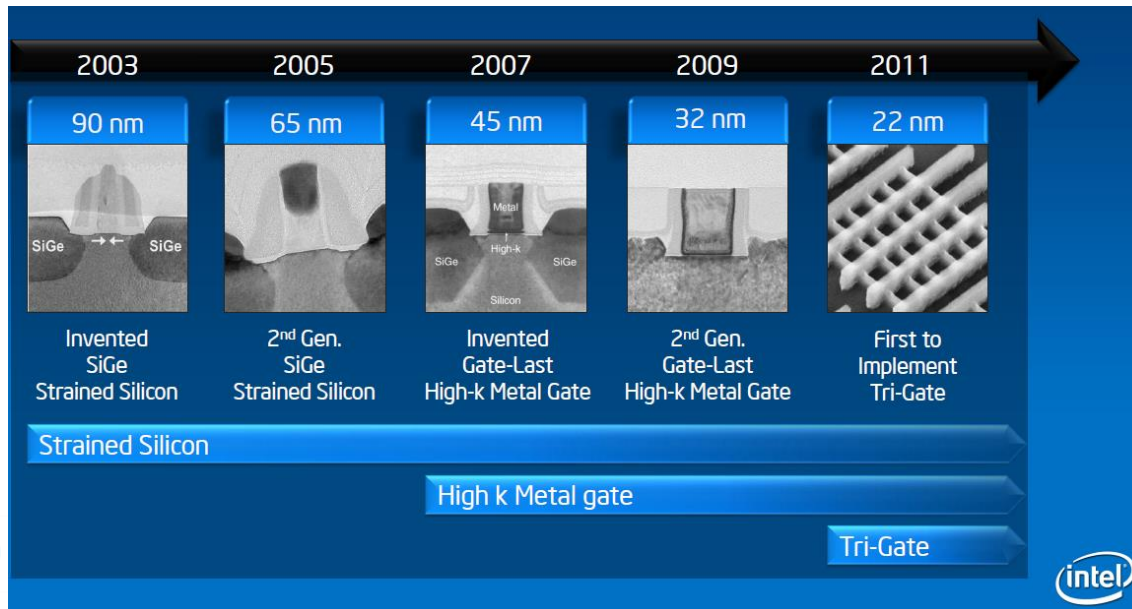 2003 2005 2007 2009 2011
90 nm 65 nm 45 nm 32 nm 22 nm
SiGe SiGe
Metal
High-k
SiGe SiGe
Silicon
Invented
SiGe
Strained Silicon
2nd Gen.
SiGe
Strained Silicon
Invented
Gate-Last
High-k Metal Gate
2nd Gen.
Gate-Last
High-k Metal Gate
First to
Implement
Tri-Gate
Strained Silicon
High k Metal gate
Tri-Gate
intel